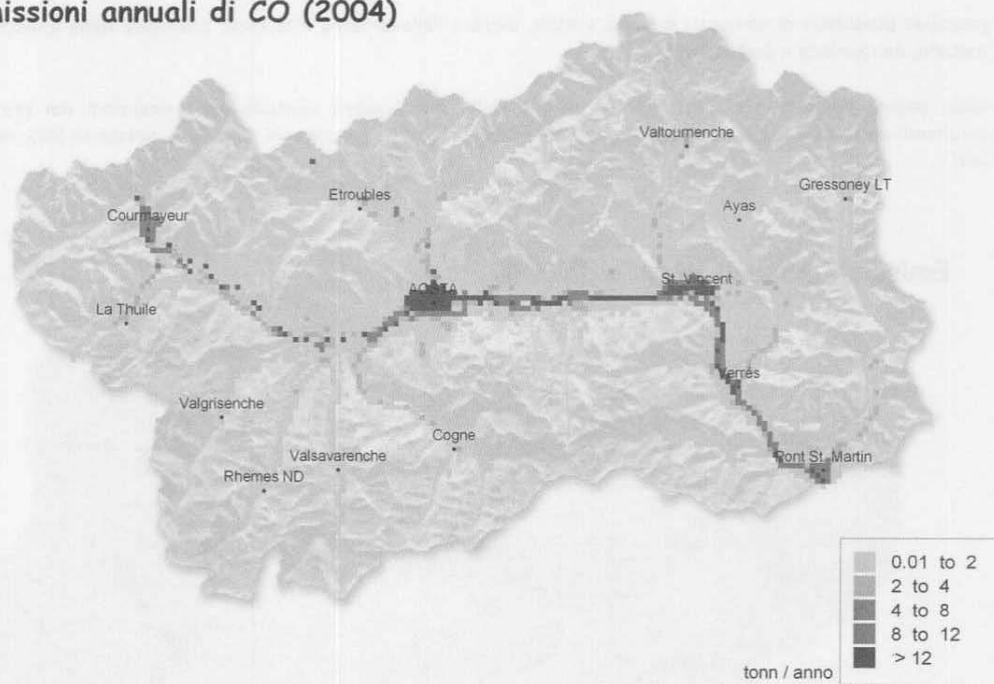 missioni annuali di CO (2004)
Valtournenche
Etroubles
Gressoney LT
Ayas
Courmayeur
St. Vincent
AOSTA
La Thuile
Verrés
Valgrisenche
Cogne
Valsavarenche
Pont St. Martin
Rhemes ND
0.01 to 2
2 to 4
4 to 8
8 to 12
> 12
tonn / anno